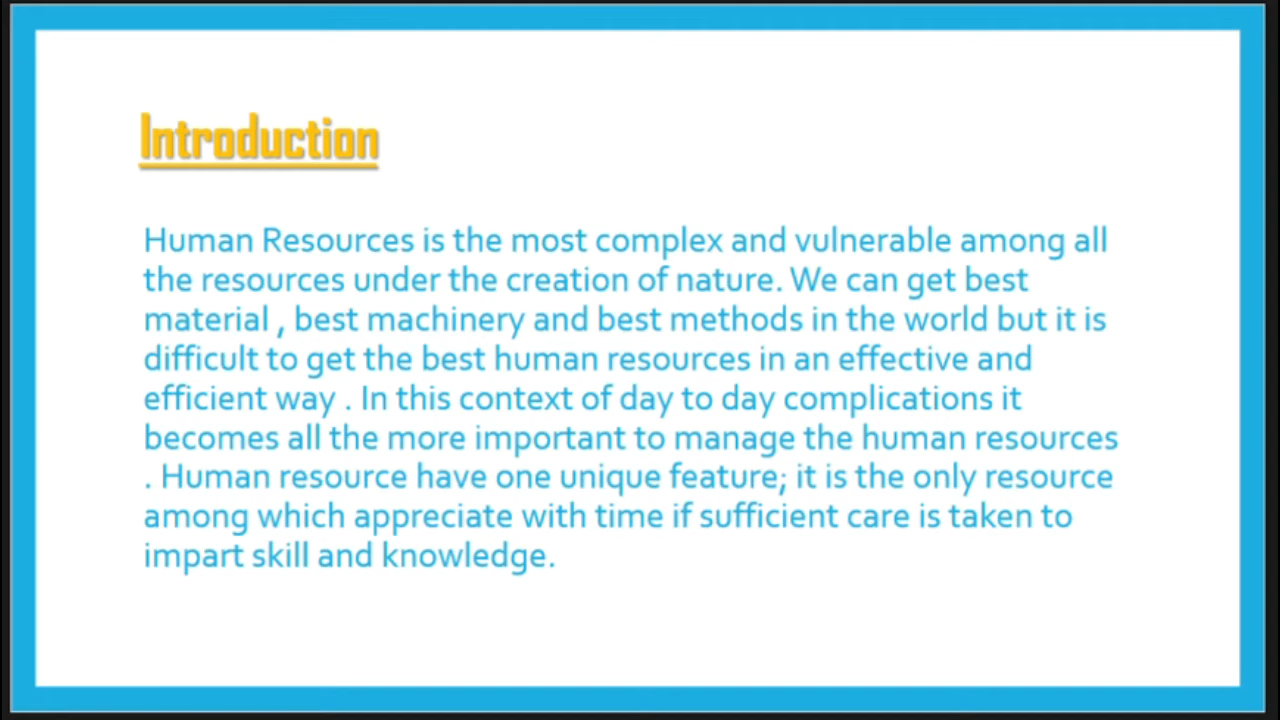 Introduction
Human Resources is the most complex and vulnerable among all
the resources under the creation of nature. We can get best
material , best machinery and best methods in the world but it is
difficult to get the best human resources in an effective and
efficient way . In this context of day to day complications it
becomes all the more important to manage the human resources
. Human resource have one unique feature; it is the only resource
among which appreciate with time if sufficient care is taken to
impart skill and knowledge.